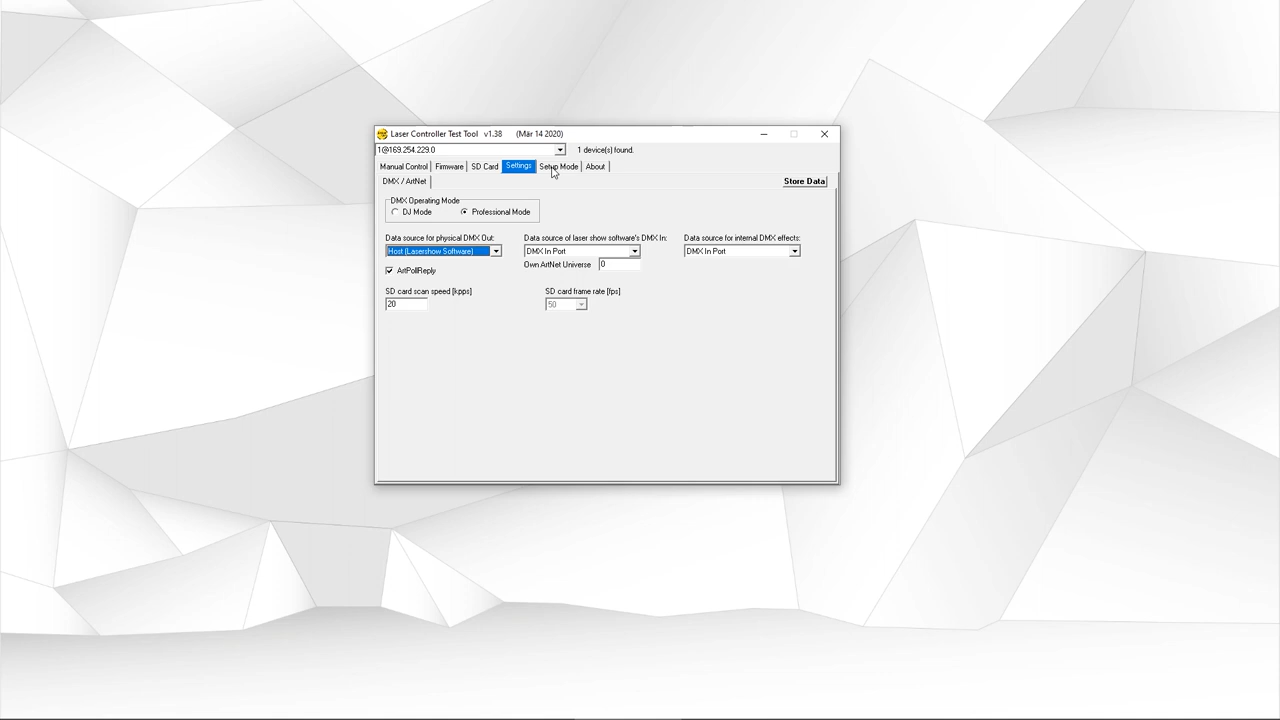 Laser Controller Test Tool v1.38 (Mär 14 2020)
1@169.254.229.0 1 device(s) found.
Manual Control Firmware SD Card Settings Setup Mode About
DMX / ArtNet Store Data
DMX Operating Mode
DJ Mode Professional Mode
Data source for physical DMX Out: Data source of laser show software's DMX In: Data source for internal DMX effects:
Host (Lasershow Software) DMX In Port DMX In Port
Own ArtNet Universe 0
ArtPollReply
SD card scan speed [kpps] SD card frame rate [fps]
20 50